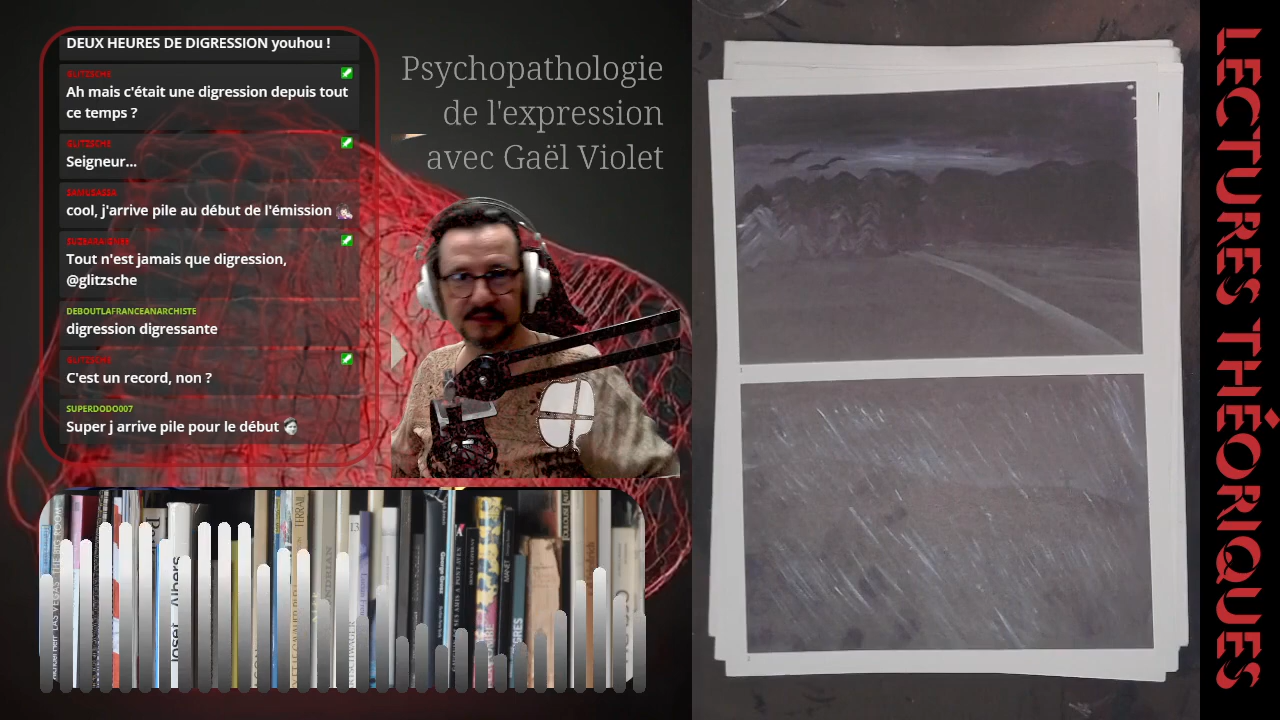 DEUX HEURES DE DIGRESSION youhou !
GLITZSCHE
Ah mais c'était une digression depuis tout
ce temps ?
GLITZSCHE
Seigneur...
cool, j'arrive pile au début de l'émission
Tout n'est jamais que digression,
@glitzsche
DEBOUTLAFRANCEANARCHISTE
digression digressante
GLITZSCHE
C'est un record, non ?
SUPERDODO007
Super j arrive pile pour le début
Psychopathologie
de l'expression
avec Gaël Violet
LECTURES THÉORIQUES
Josef Albers
MANET